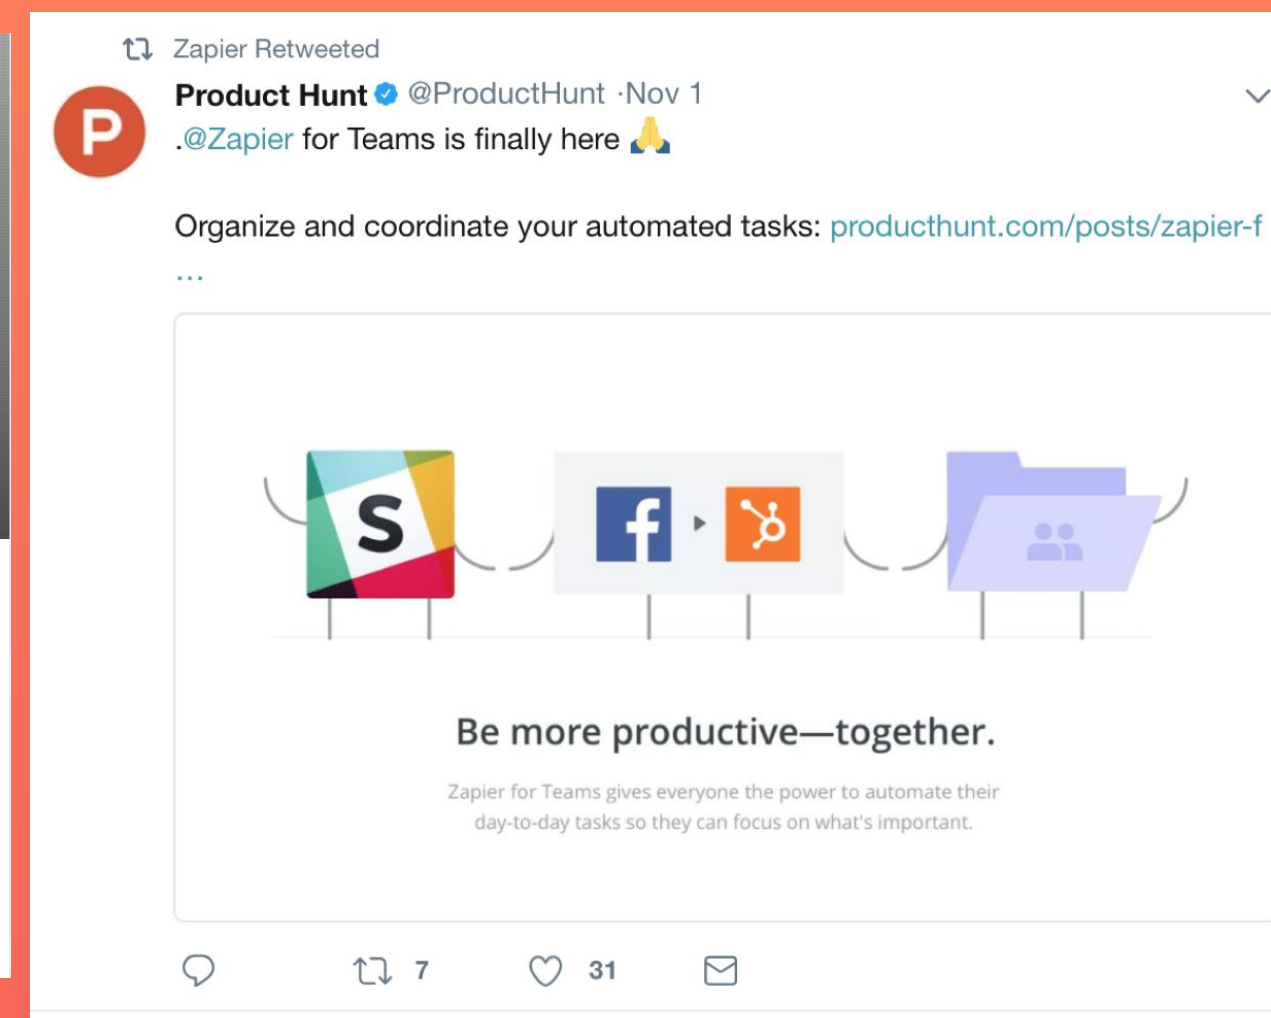 Zapier Retweeted
Product Hunt @ProductHunt ·Nov 1
.@Zapier for Teams is finally here 🙏
Organize and coordinate your automated tasks: producthunt.com/posts/zapier-f
…
Be more productive—together.
Zapier for Teams gives everyone the power to automate their
day-to-day tasks so they can focus on what's important.
7 31